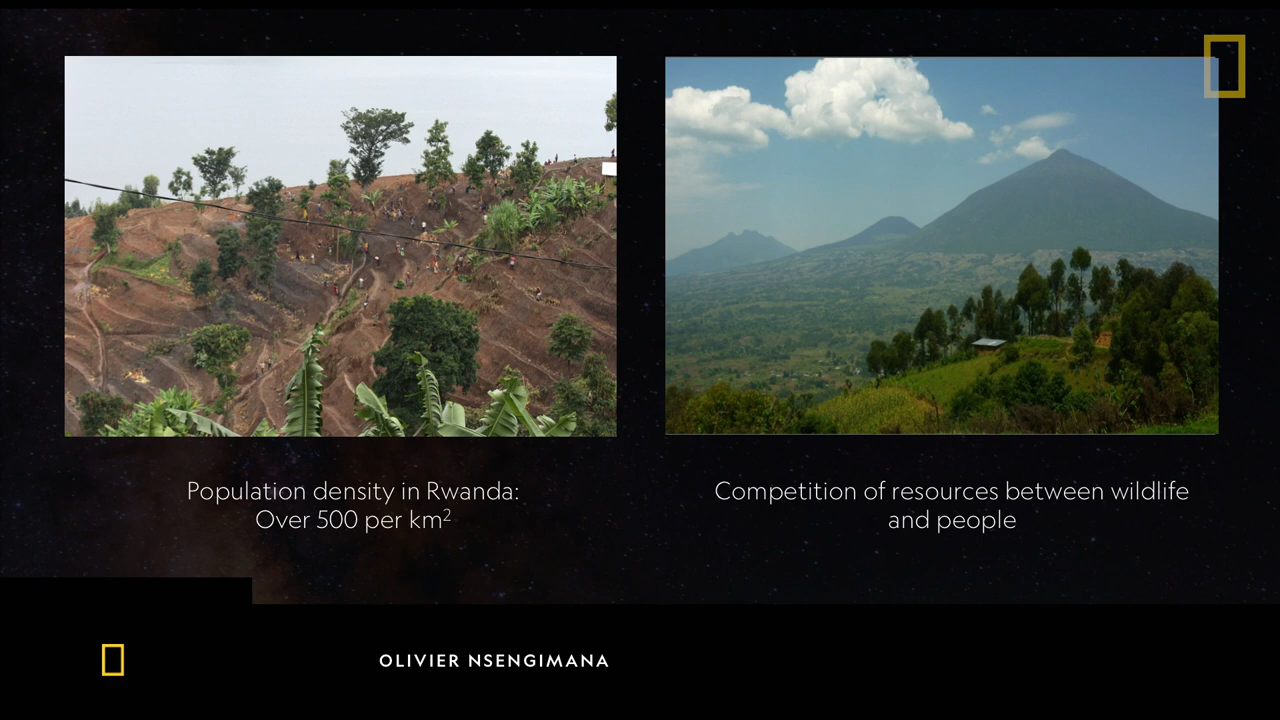 Population density in Rwanda:
Over 500 per km²
Competition of resources between wildlife
and people
OLIVIER NSENGIMANA